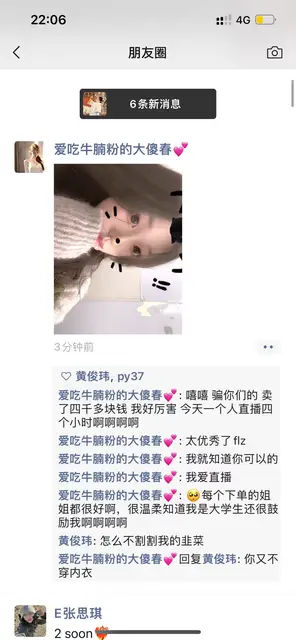 22:06
4G
朋友圈
6条新消息
爱吃牛腩粉的大傻春💕
3分钟前
黄俊玮, py37
爱吃牛腩粉的大傻春💕: 嘻嘻 骗你们的 卖
了四千多块钱 我好厉害 今天一个人直播四
个小时啊啊啊啊
爱吃牛腩粉的大傻春💕: 太优秀了flz
爱吃牛腩粉的大傻春💕: 我就知道你可以的
爱吃牛腩粉的大傻春💕: 我爱直播
爱吃牛腩粉的大傻春💕: 🥺每个下单的姐
姐都很好啊，很温柔知道我是大学生还很鼓
励我啊啊啊啊
黄俊玮: 怎么不割割我的韭菜
爱吃牛腩粉的大傻春💕回复黄俊玮: 你又不
穿内衣
E张思琪
2 soon